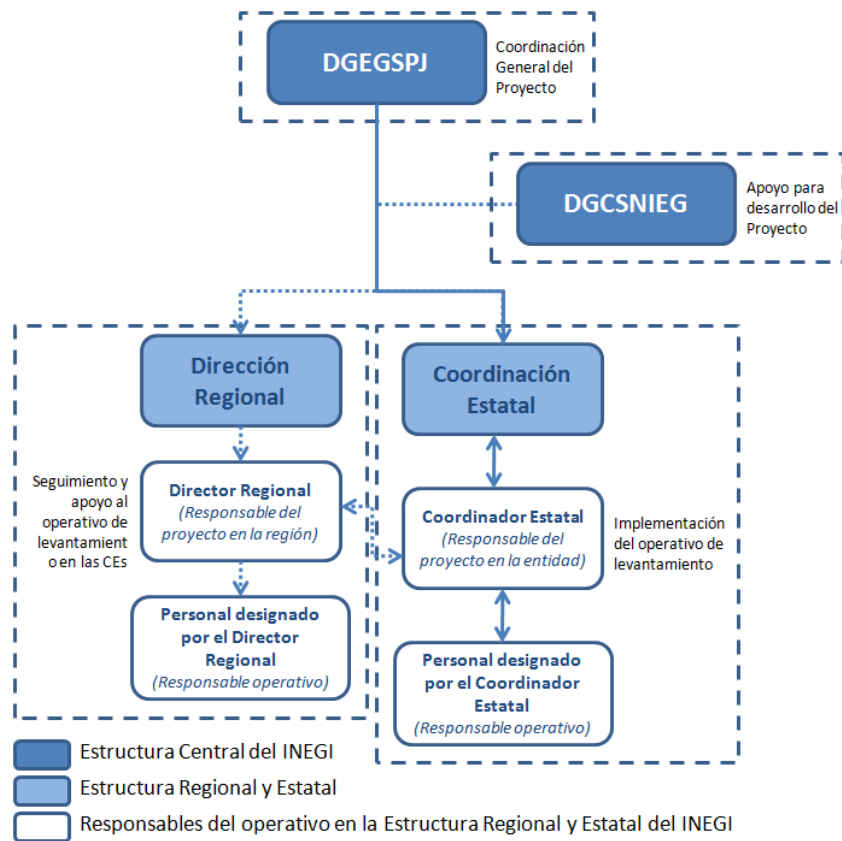 DGEGSPJ
Coordinación
General del
Proyecto
DGCSNIEG
Apoyo para
desarrollo del
Proyecto
Dirección
Regional
Seguimiento y
apoyo al
operativo de
levantamient
o en las CEs
Director Regional
(Responsable del
proyecto en la región)
Personal designado
por el Director
Regional
(Responsable operativo)
Coordinación
Estatal
Coordinador Estatal
(Responsable del
proyecto en la entidad)
Implementación
del operativo de
levantamiento
Personal designado
por el Coordinador
Estatal
(Responsable operativo)
Estructura Central del INEGI
Estructura Regional y Estatal
Responsables del operativo en la Estructura Regional y Estatal del INEGI